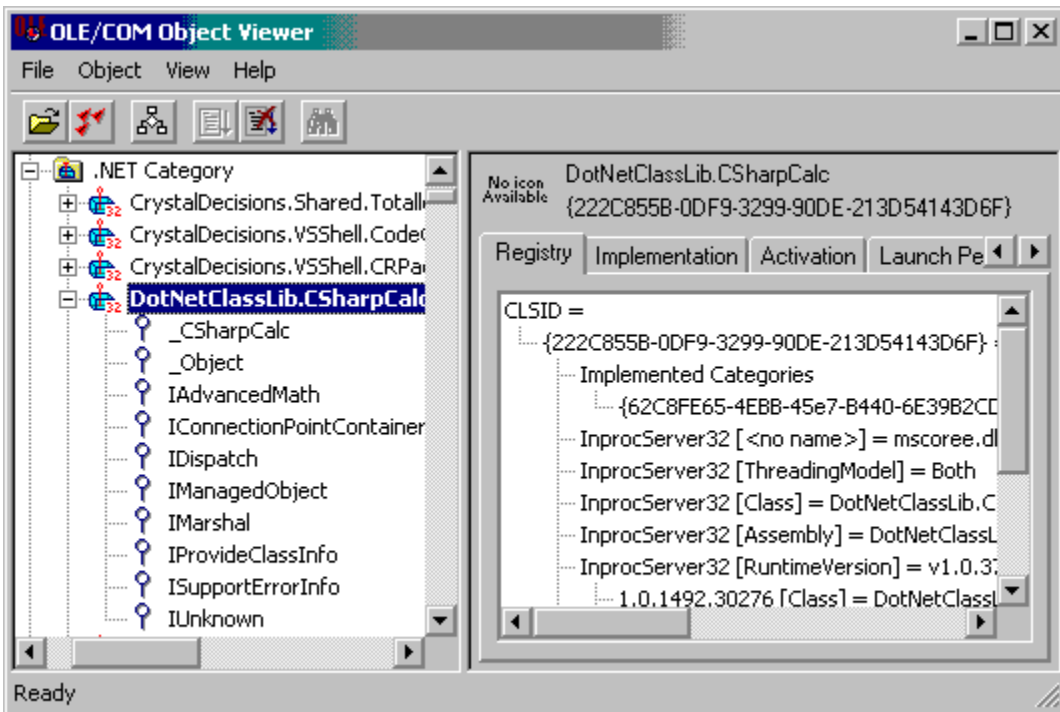 OLE/COM Object Viewer
File Object View Help
.NET Category
CrystalDecisions.Shared.Totall
CrystalDecisions.VSShell.Code
CrystalDecisions.VSShell.CRPa
DotNetClassLib.CSharpCalc
_CSharpCalc
_Object
IAdvancedMath
IConnectionPointContainer
IDispatch
IManagedObject
IMarshal
IProvideClassInfo
ISupportErrorInfo
IUnknown
No icon Available
DotNetClassLib.CSharpCalc
{222C855B-0DF9-3299-90DE-213D54143D6F}
Registry Implementation Activation Launch Pe
CLSID =
{222C855B-0DF9-3299-90DE-213D54143D6F} =
Implemented Categories
{62C8FE65-4EBB-45e7-B440-6E39B2CD
InprocServer32 [<no name>] = mscoree.dl
InprocServer32 [ThreadingModel] = Both
InprocServer32 [Class] = DotNetClassLib.C
InprocServer32 [Assembly] = DotNetClassL
InprocServer32 [RuntimeVersion] = v1.0.37
1.0.1492.30276 [Class] = DotNetClassL
Ready